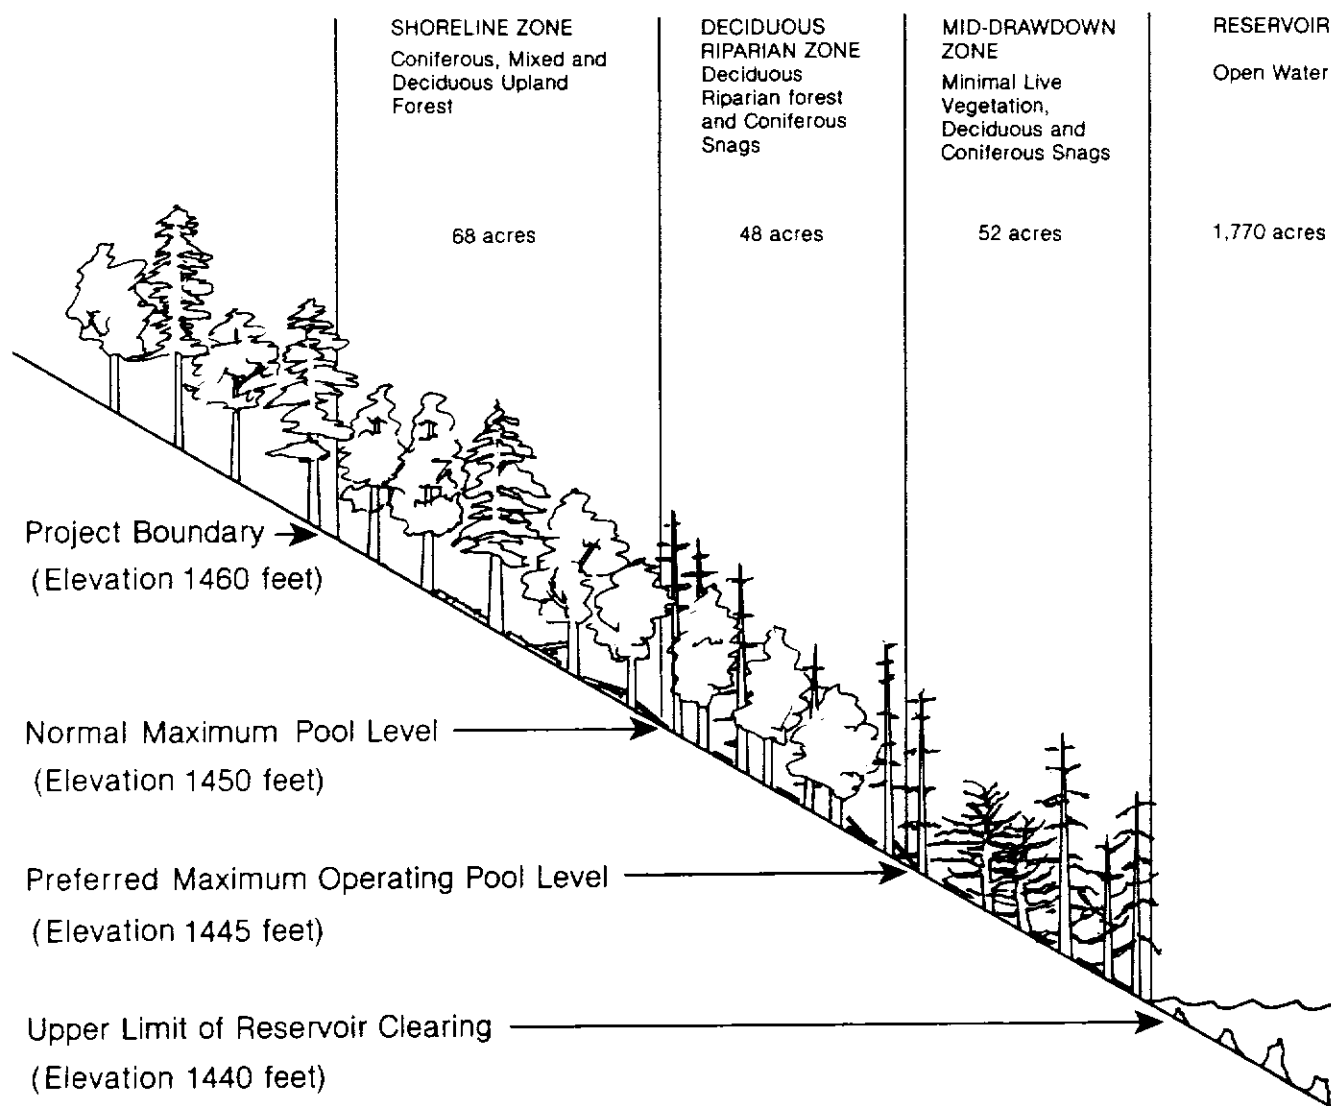 SHORELINE ZONE
Coniferous, Mixed and
Deciduous Upland
Forest
68 acres
DECIDUOUS
RIPARIAN ZONE
Deciduous
Riparian forest
and Coniferous
Snags
48 acres
MID-DRAWDOWN
ZONE
Minimal Live
Vegetation,
Deciduous and
Coniferous Snags
52 acres
RESERVOIR
Open Water
1,770 acres
Project Boundary
(Elevation 1460 feet)
Normal Maximum Pool Level
(Elevation 1450 feet)
Preferred Maximum Operating Pool Level
(Elevation 1445 feet)
Upper Limit of Reservoir Clearing
(Elevation 1440 feet)